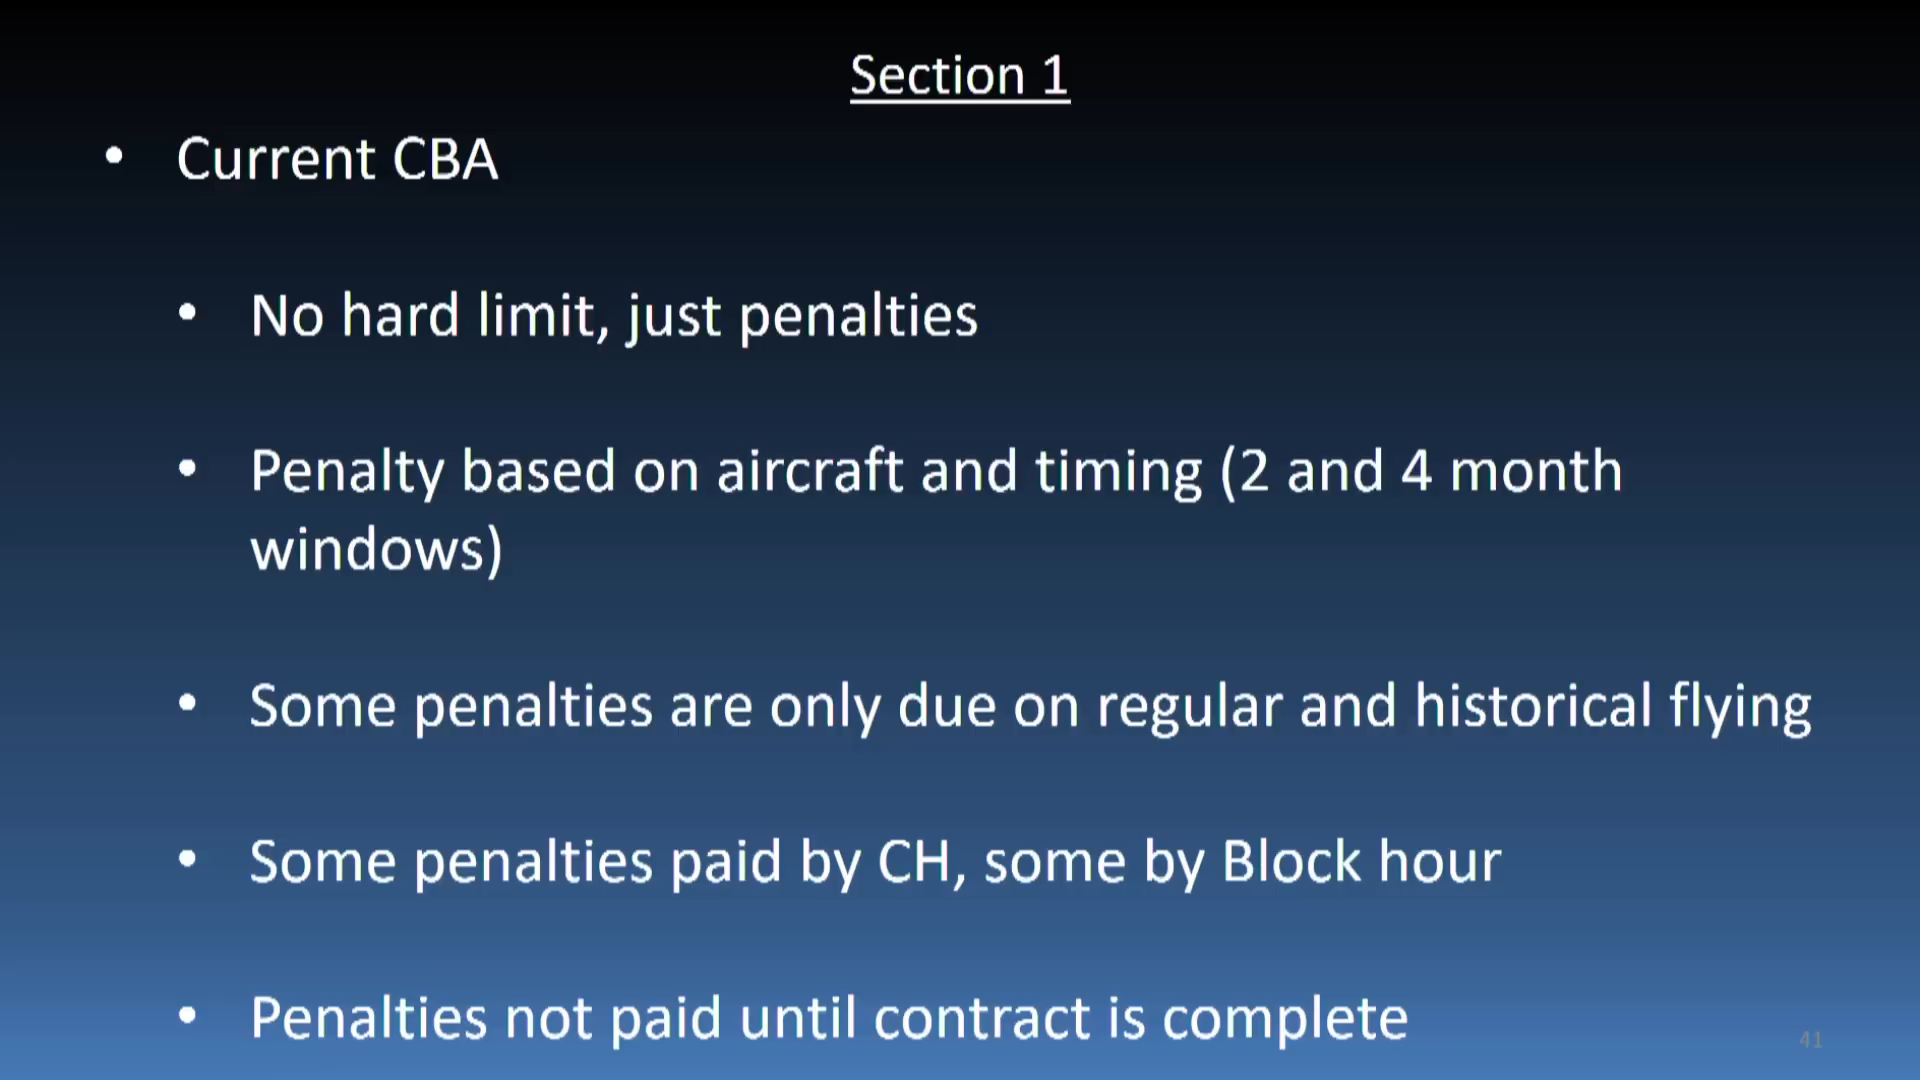 Section 1
• Current CBA
• No hard limit, just penalties
• Penalty based on aircraft and timing (2 and 4 month
windows)
• Some penalties are only due on regular and historical flying
• Some penalties paid by CH, some by Block hour
• Penalties not paid until contract is complete
41